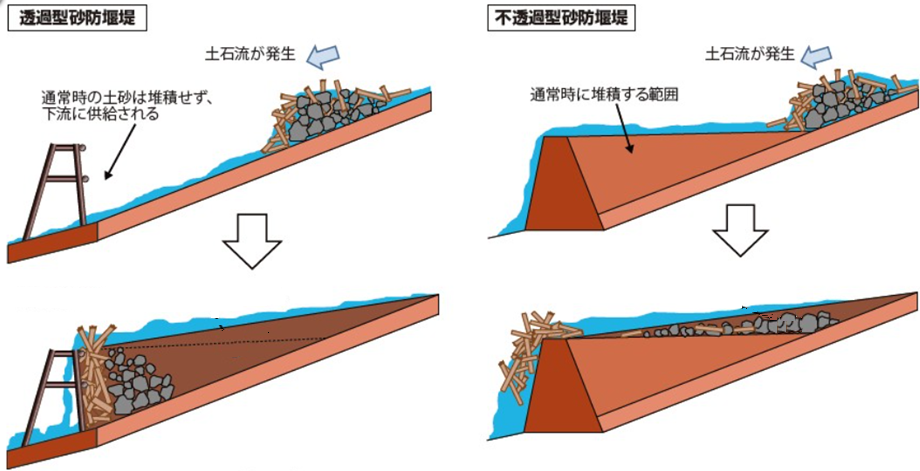 透過型砂防堰堤
土石流が発生
通常時の土砂は堆積せず、
下流に供給される
不透過型砂防堰堤
土石流が発生
通常時に堆積する範囲